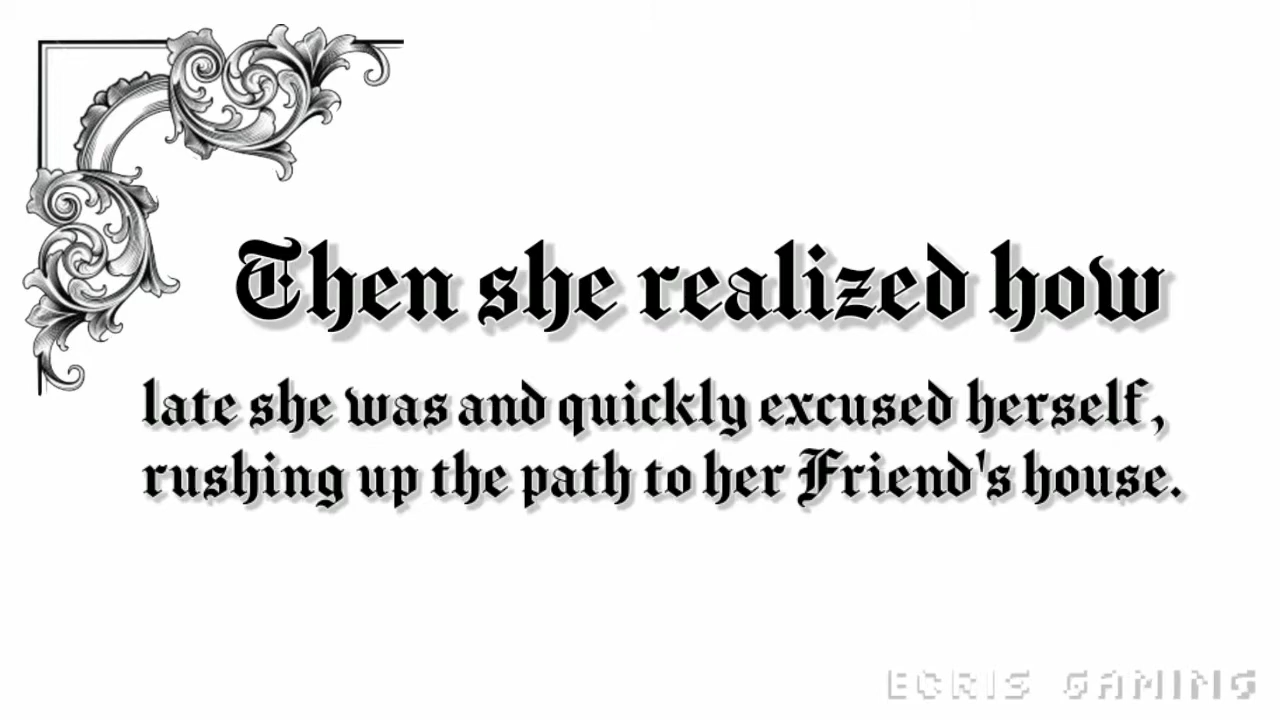 Then she realized how
late she was and quickly excused herself,
rushing up the path to her Friend's house.
ECRIS GAMING